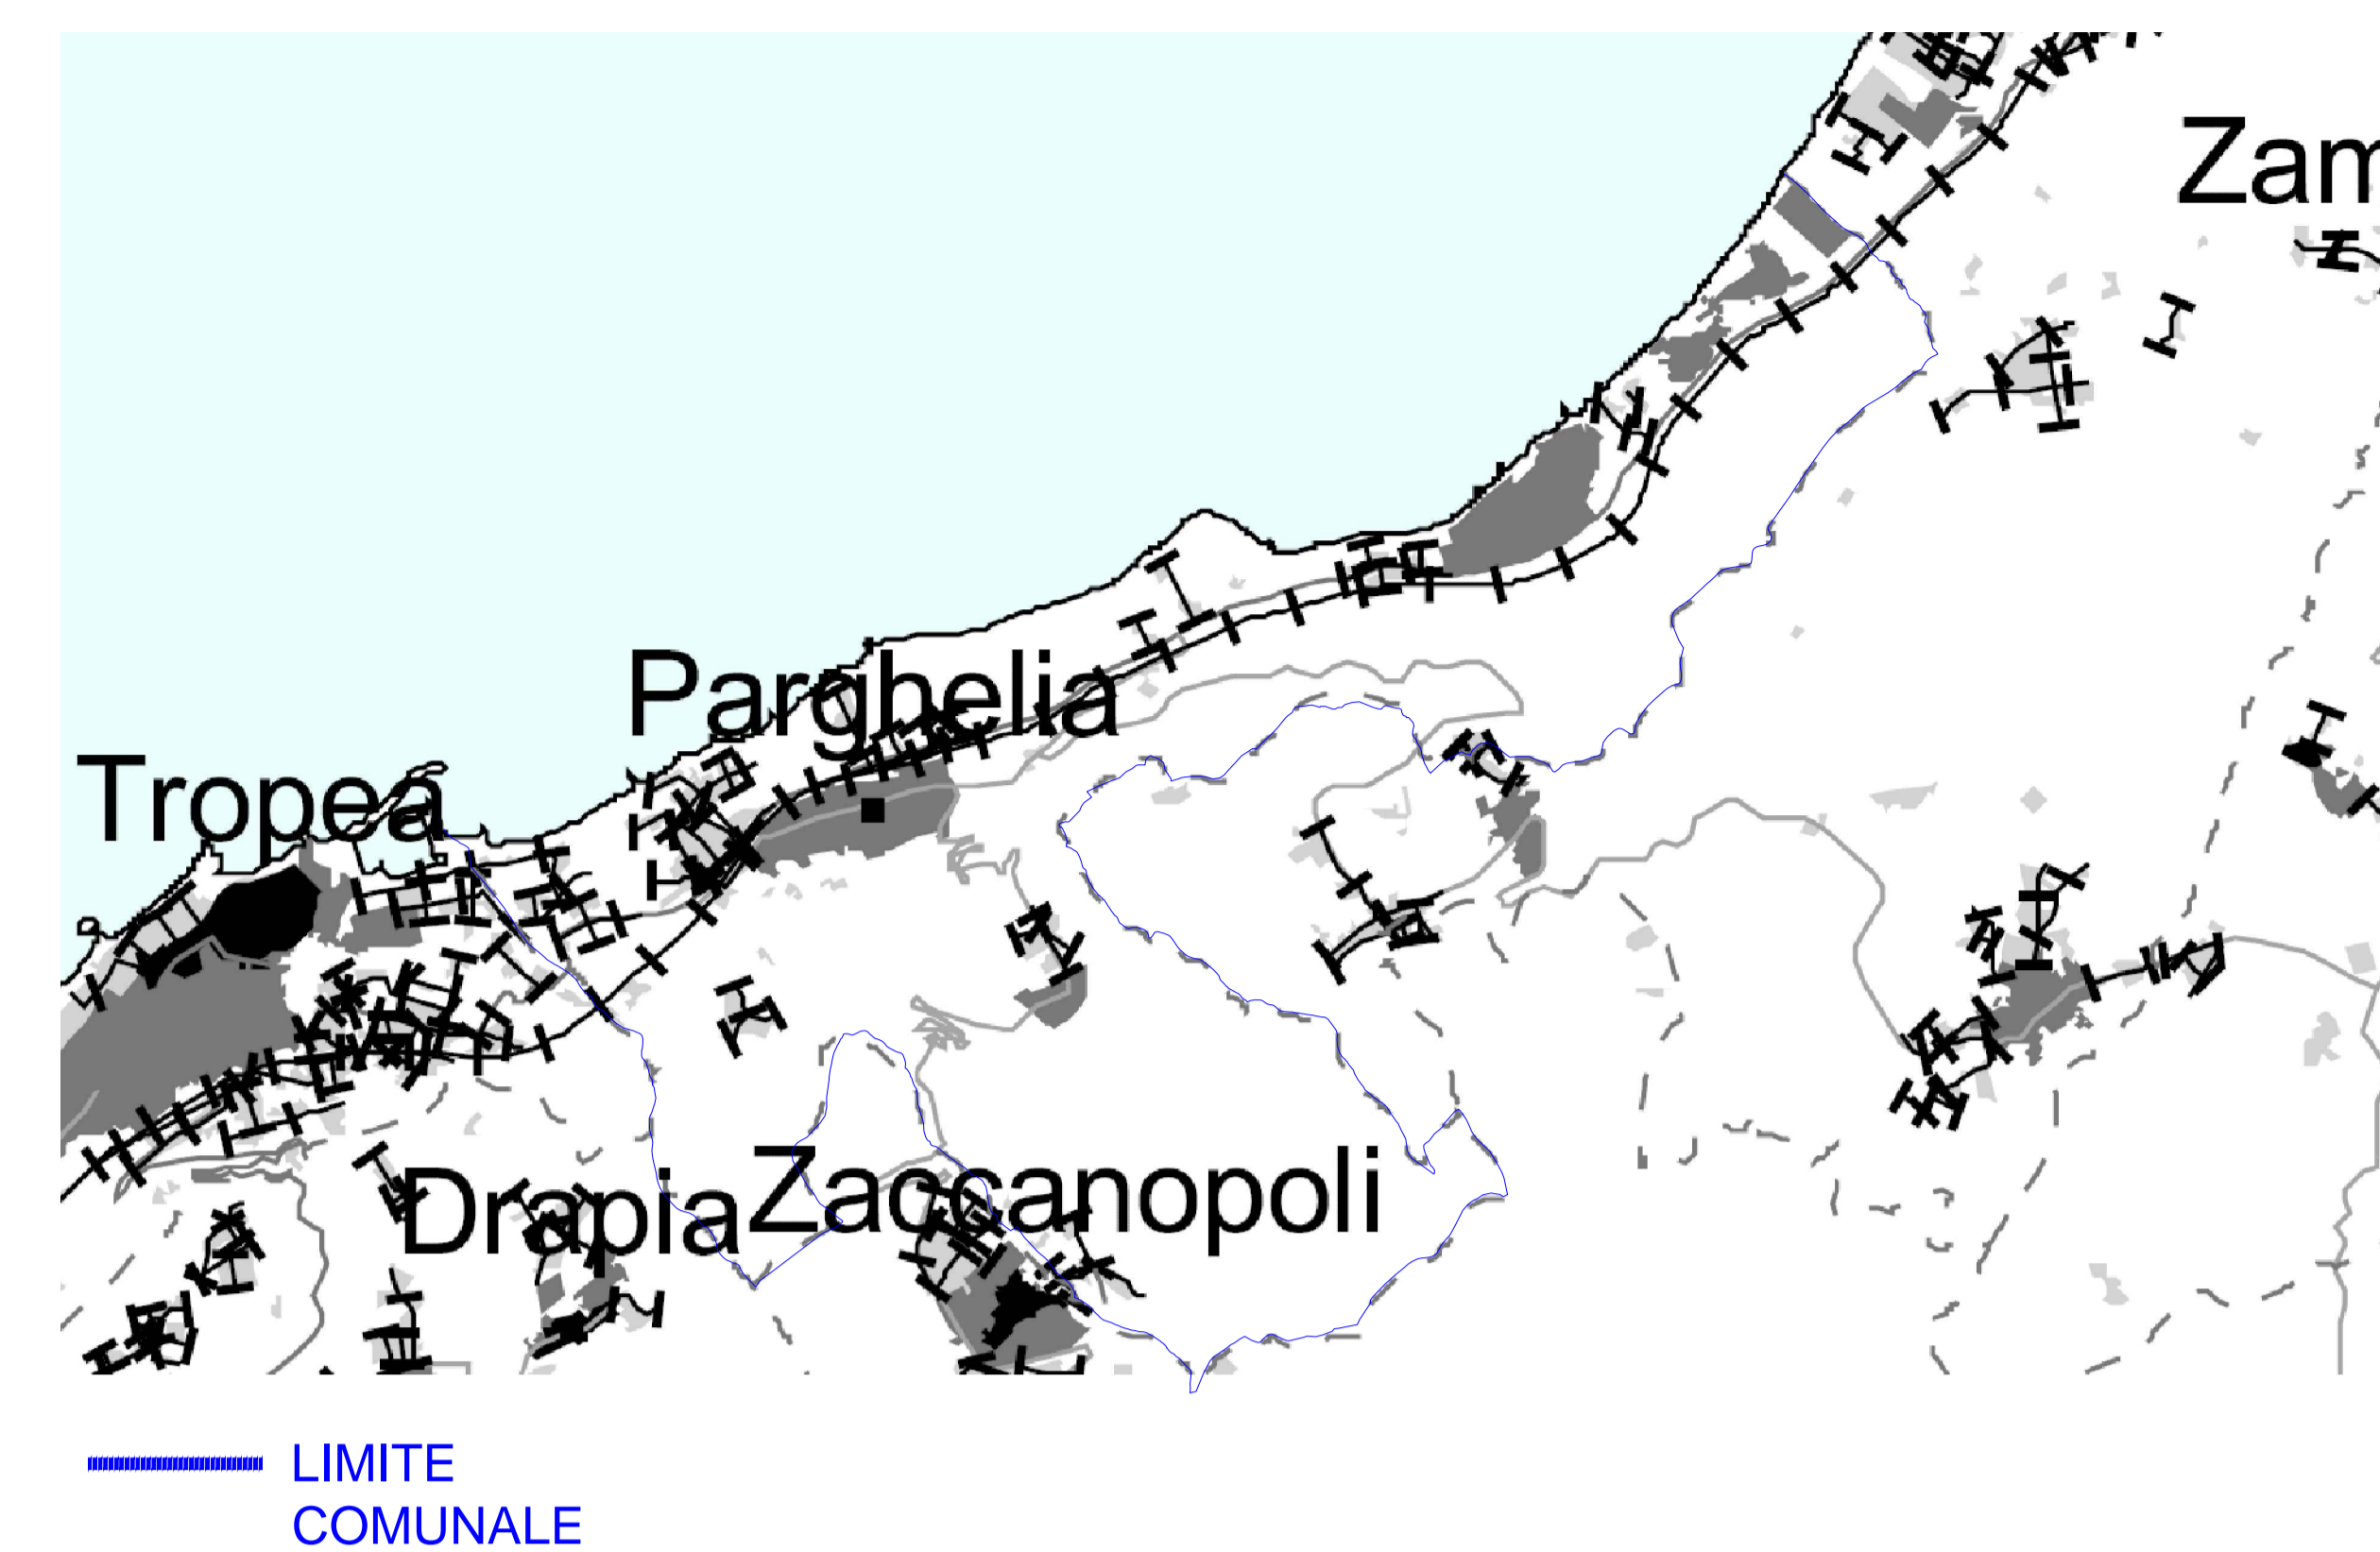 Zam
Parghelia
Tropea
Drapia
Zaccanopoli
LIMITE
COMUNALE